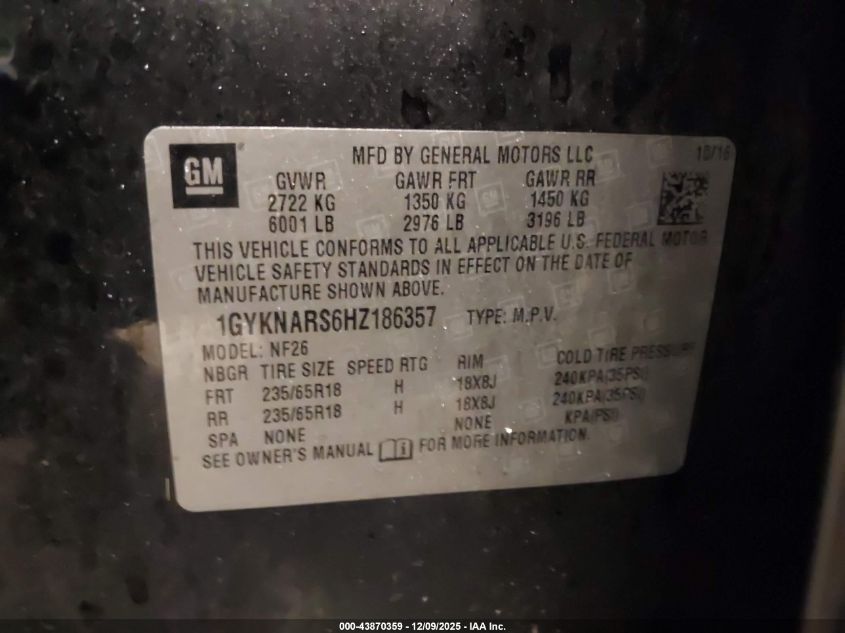 GM
MFD BY GENERAL MOTORS LLC 10/16
GVWR GAWR FRT GAWR RR
2722 KG 1350 KG 1450 KG
6001 LB 2976 LB 3196 LB
THIS VEHICLE CONFORMS TO ALL APPLICABLE U.S. FEDERAL MOTOR
VEHICLE SAFETY STANDARDS IN EFFECT ON THE DATE OF
MANUFACTURE SHOWN ABOVE.
1GYKNARS6HZ186357 TYPE: M.P.V.
MODEL: NF26
NBGR TIRE SIZE SPEED RTG RIM COLD TIRE PRESSURE
FRT 235/65R18 H 18X8J 240KPA(35PSI)
RR 235/65R18 H 18X8J 240KPA(35PSI)
SPA NONE NONE KPA(PSI)
SEE OWNER'S MANUAL FOR MORE INFORMATION.
000-43870359 - 12/09/2025 - IAA Inc.